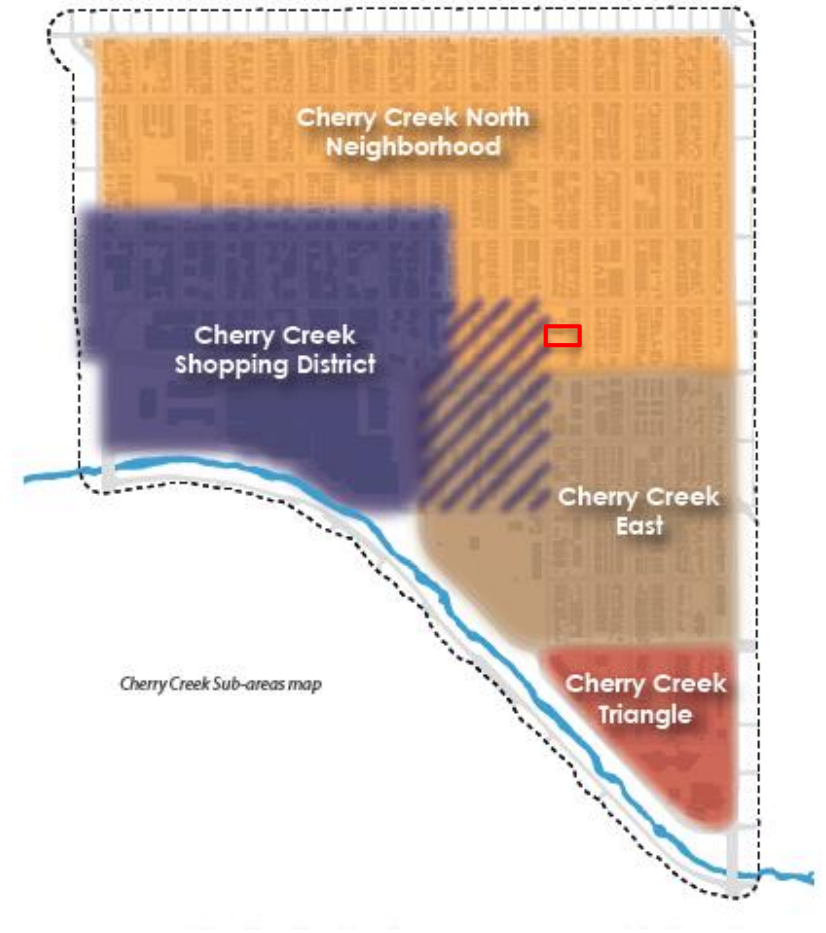 Cherry Creek North
Neighborhood
Cherry Creek
Shopping District
Cherry Creek
East
Cherry Creek
Triangle
Cherry Creek Sub-areas map